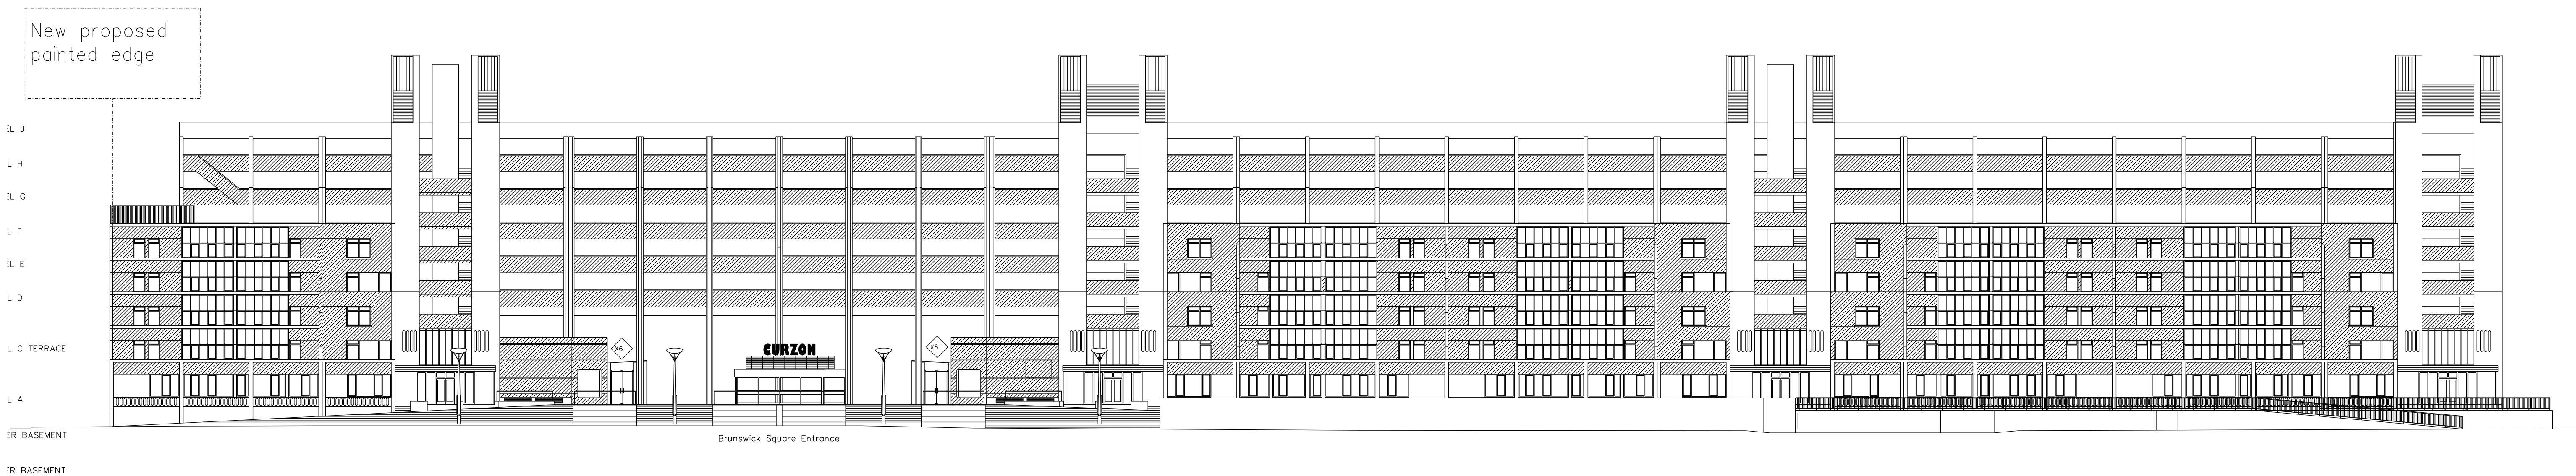 New proposed
painted edge
EL J
L H
EL G
L F
EL E
L D
L C TERRACE
CURZON
X6
X6
L A
ER BASEMENT
Brunswick Square Entrance
ER BASEMENT